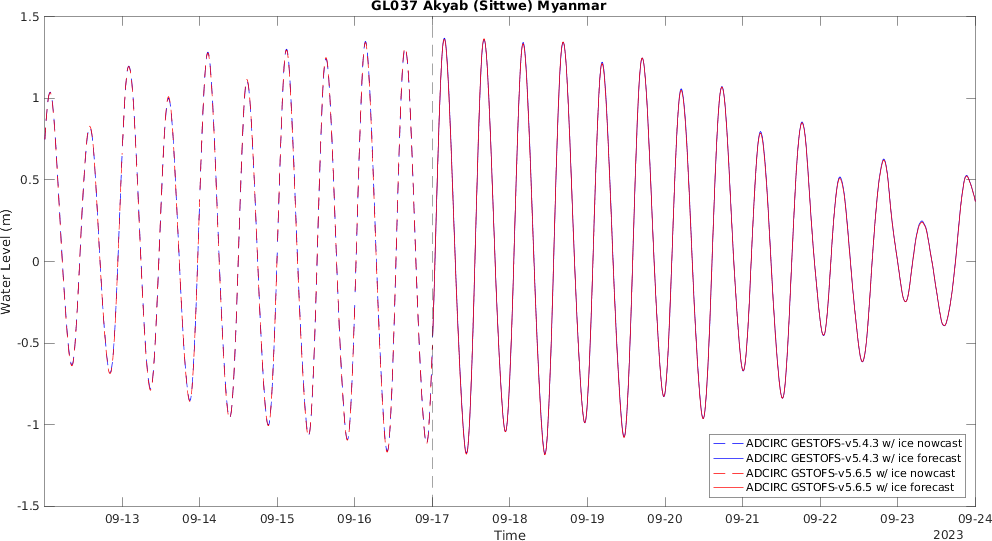 GL037 Akyab (Sittwe) Myanmar
1.5
1
0.5
0
-0.5
-1
-1.5
Water Level (m)
09-13 09-14 09-15 09-16 09-17 09-18 09-19 09-20 09-21 09-22 09-23 09-24
Time
2023
ADCIRC GESTOFS-v5.4.3 w/ ice nowcast
ADCIRC GESTOFS-v5.4.3 w/ ice forecast
ADCIRC GSTOFS-v5.6.5 w/ ice nowcast
ADCIRC GSTOFS-v5.6.5 w/ ice forecast